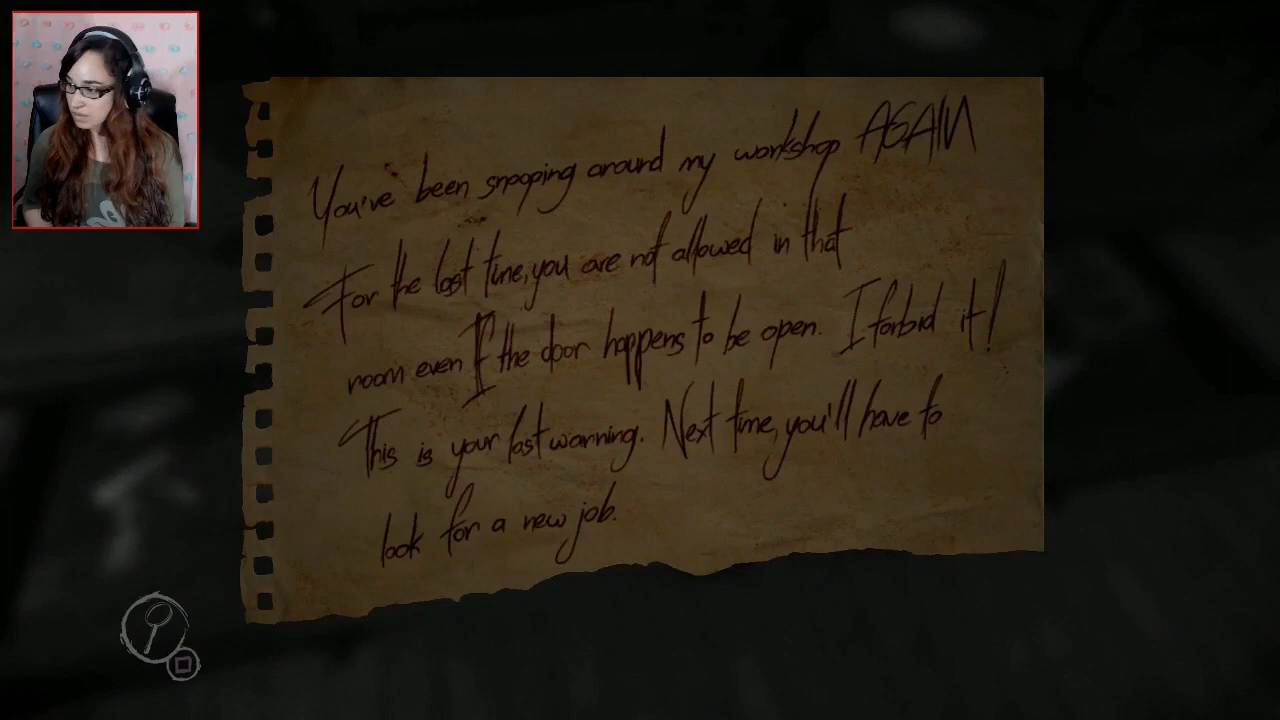 You've been snooping around my workshop AGAIN
For the last time, you are not allowed in that
room even If the door happens to be open. I forbid it!
This is your last warning. Next time, you'll have to
look for a new job.